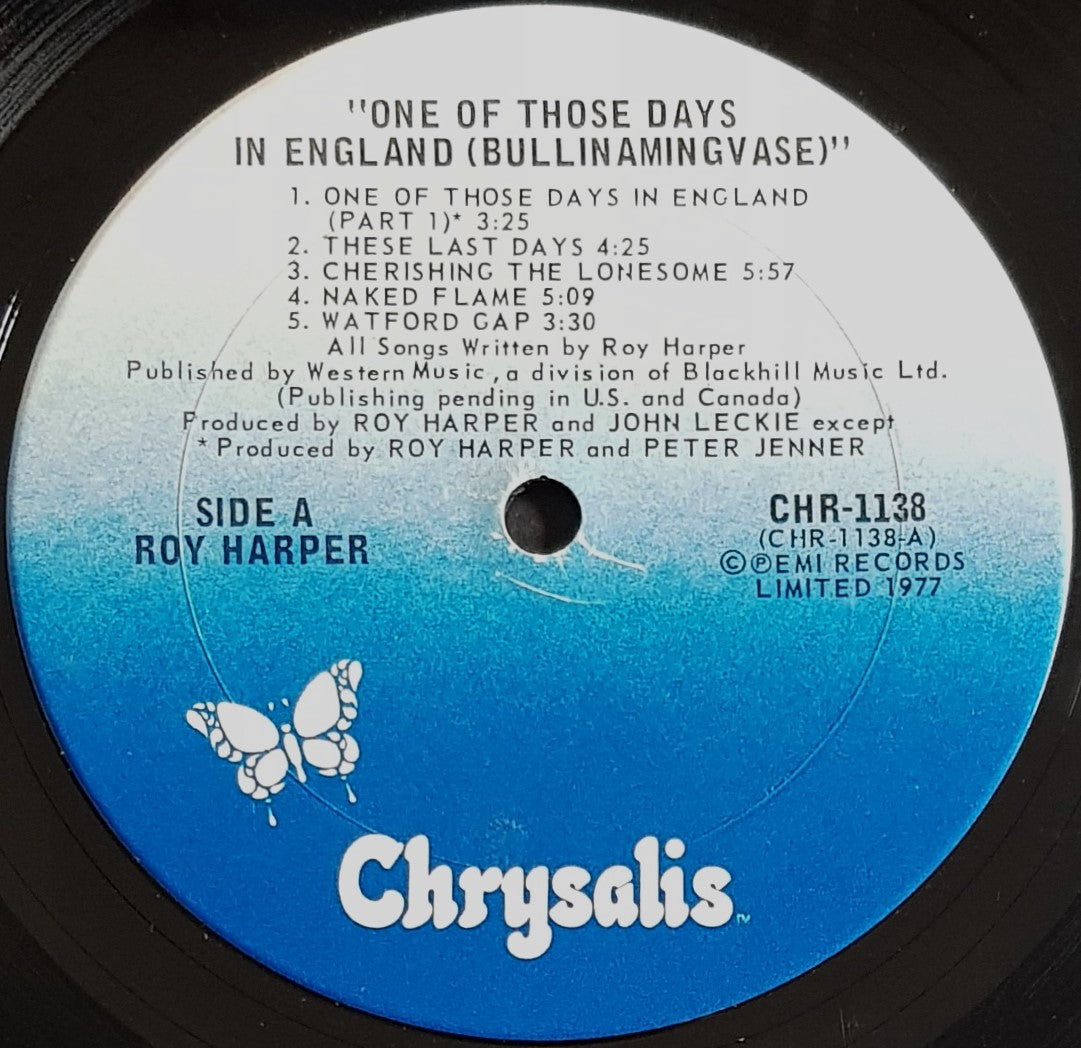 "ONE OF THOSE DAYS
IN ENGLAND (BULLINAMINGVASE)"
1. ONE OF THOSE DAYS IN ENGLAND
(PART 1)* 3:25
2. THESE LAST DAYS 4:25
3. CHERISHING THE LONESOME 5:57
4. NAKED FLAME 5:09
5. WATFORD GAP 3:30
All Songs Written by Roy Harper
Published by Western Music, a division of Blackhill Music Ltd.
(Publishing pending in U.S. and Canada)
Produced by ROY HARPER and JOHN LECKIE except
* Produced by ROY HARPER and PETER JENNER
SIDE A
ROY HARPER
CHR-1138
(CHR-1138-A)
©℗EMI RECORDS
LIMITED 1977
Chrysalis™